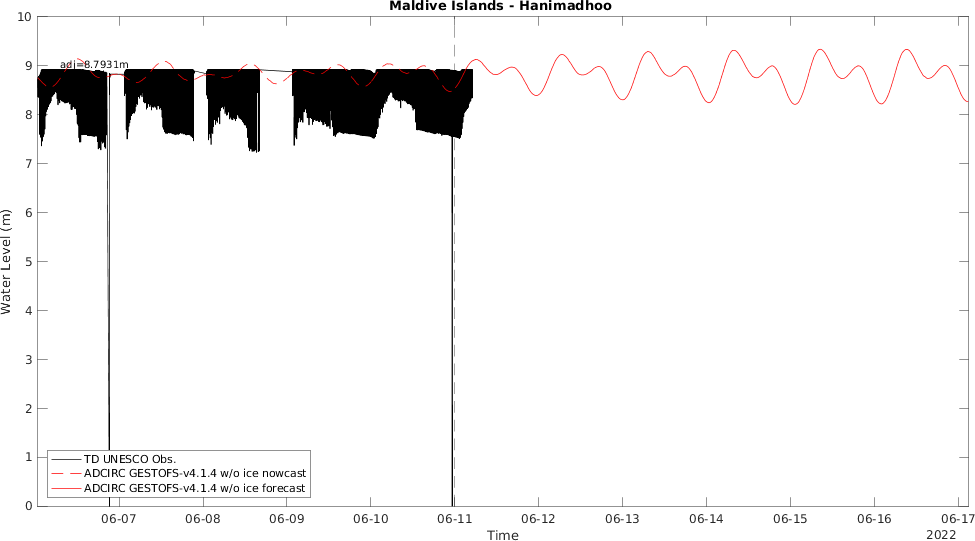 Maldive Islands - Hanimadhoo
10
9
8
7
6
5
4
3
2
1
0
Water Level (m)
adj=8.7931m
TD UNESCO Obs.
ADCIRC GESTOFS-v4.1.4 w/o ice nowcast
ADCIRC GESTOFS-v4.1.4 w/o ice forecast
06-07 06-08 06-09 06-10 06-11 06-12 06-13 06-14 06-15 06-16 06-17
Time
2022